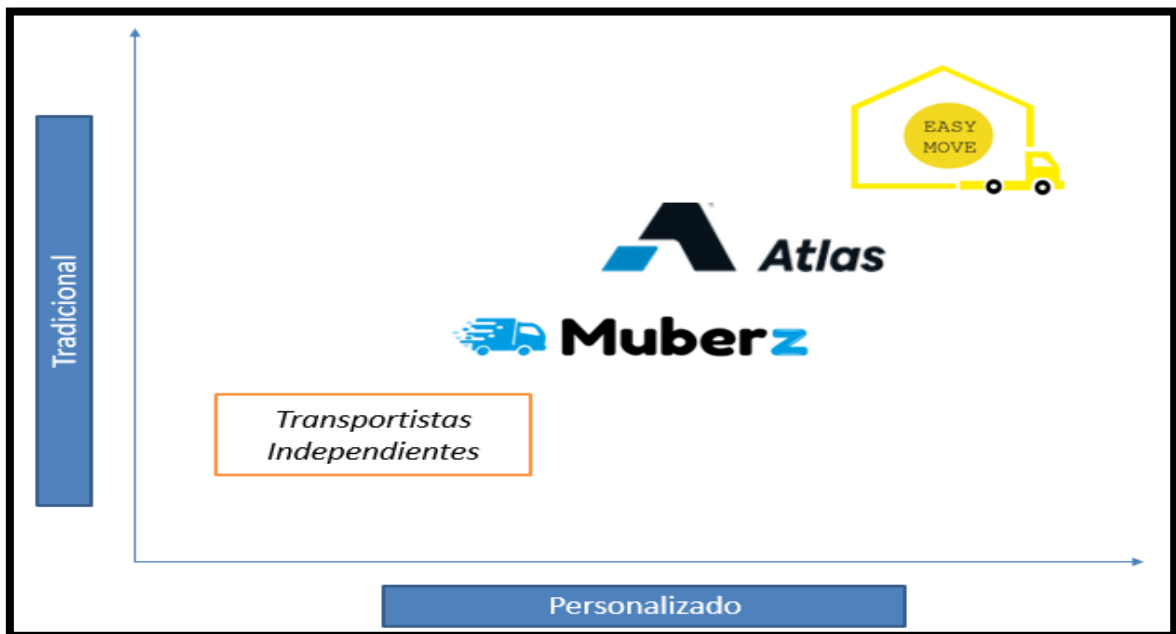 EASY
MOVE
Atlas
Muberz
Tradicional
Transportistas
Independientes
Personalizado